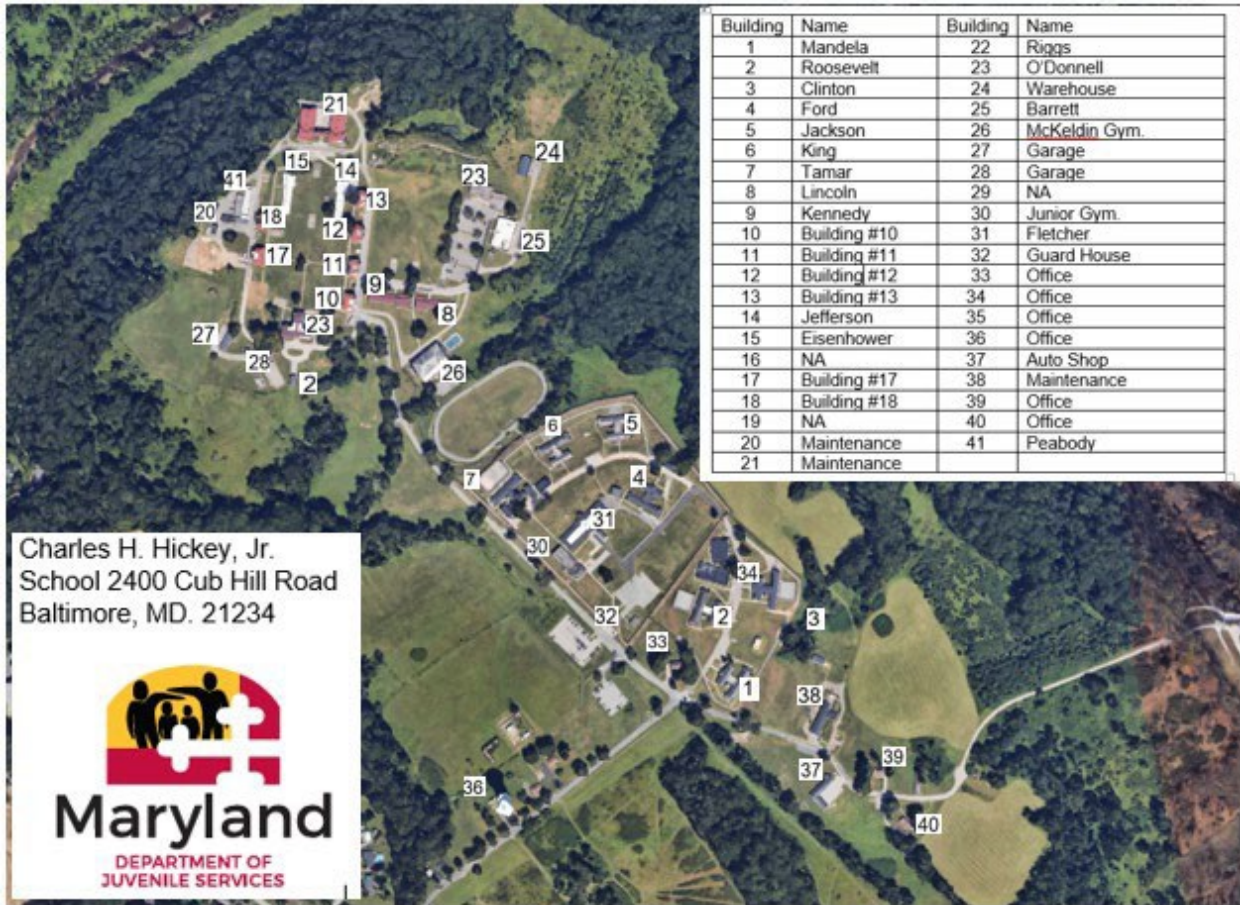 Building Name Building Name
1 Mandela 22 Riggs
2 Roosevelt 23 O'Donnell
3 Clinton 24 Warehouse
4 Ford 25 Barrett
5 Jackson 26 McKeldin Gym.
6 King 27 Garage
7 Tamar 28 Garage
8 Lincoln 29 NA
9 Kennedy 30 Junior Gym.
10 Building #10 31 Fletcher
11 Building #11 32 Guard House
12 Building #12 33 Office
13 Building #13 34 Office
14 Jefferson 35 Office
15 Eisenhower 36 Office
16 NA 37 Auto Shop
17 Building #17 38 Maintenance
18 Building #18 39 Office
19 NA 40 Office
20 Maintenance 41 Peabody
21 Maintenance
21
15
14
24
41
23
13
20
18
12
25
17
11
10
9
8
27
23
28
2
26
6
5
7
4
31
30
34
32
2
3
33
1
38
37
39
36
40
Charles H. Hickey, Jr.
School 2400 Cub Hill Road
Baltimore, MD. 21234
Maryland
DEPARTMENT OF
JUVENILE SERVICES